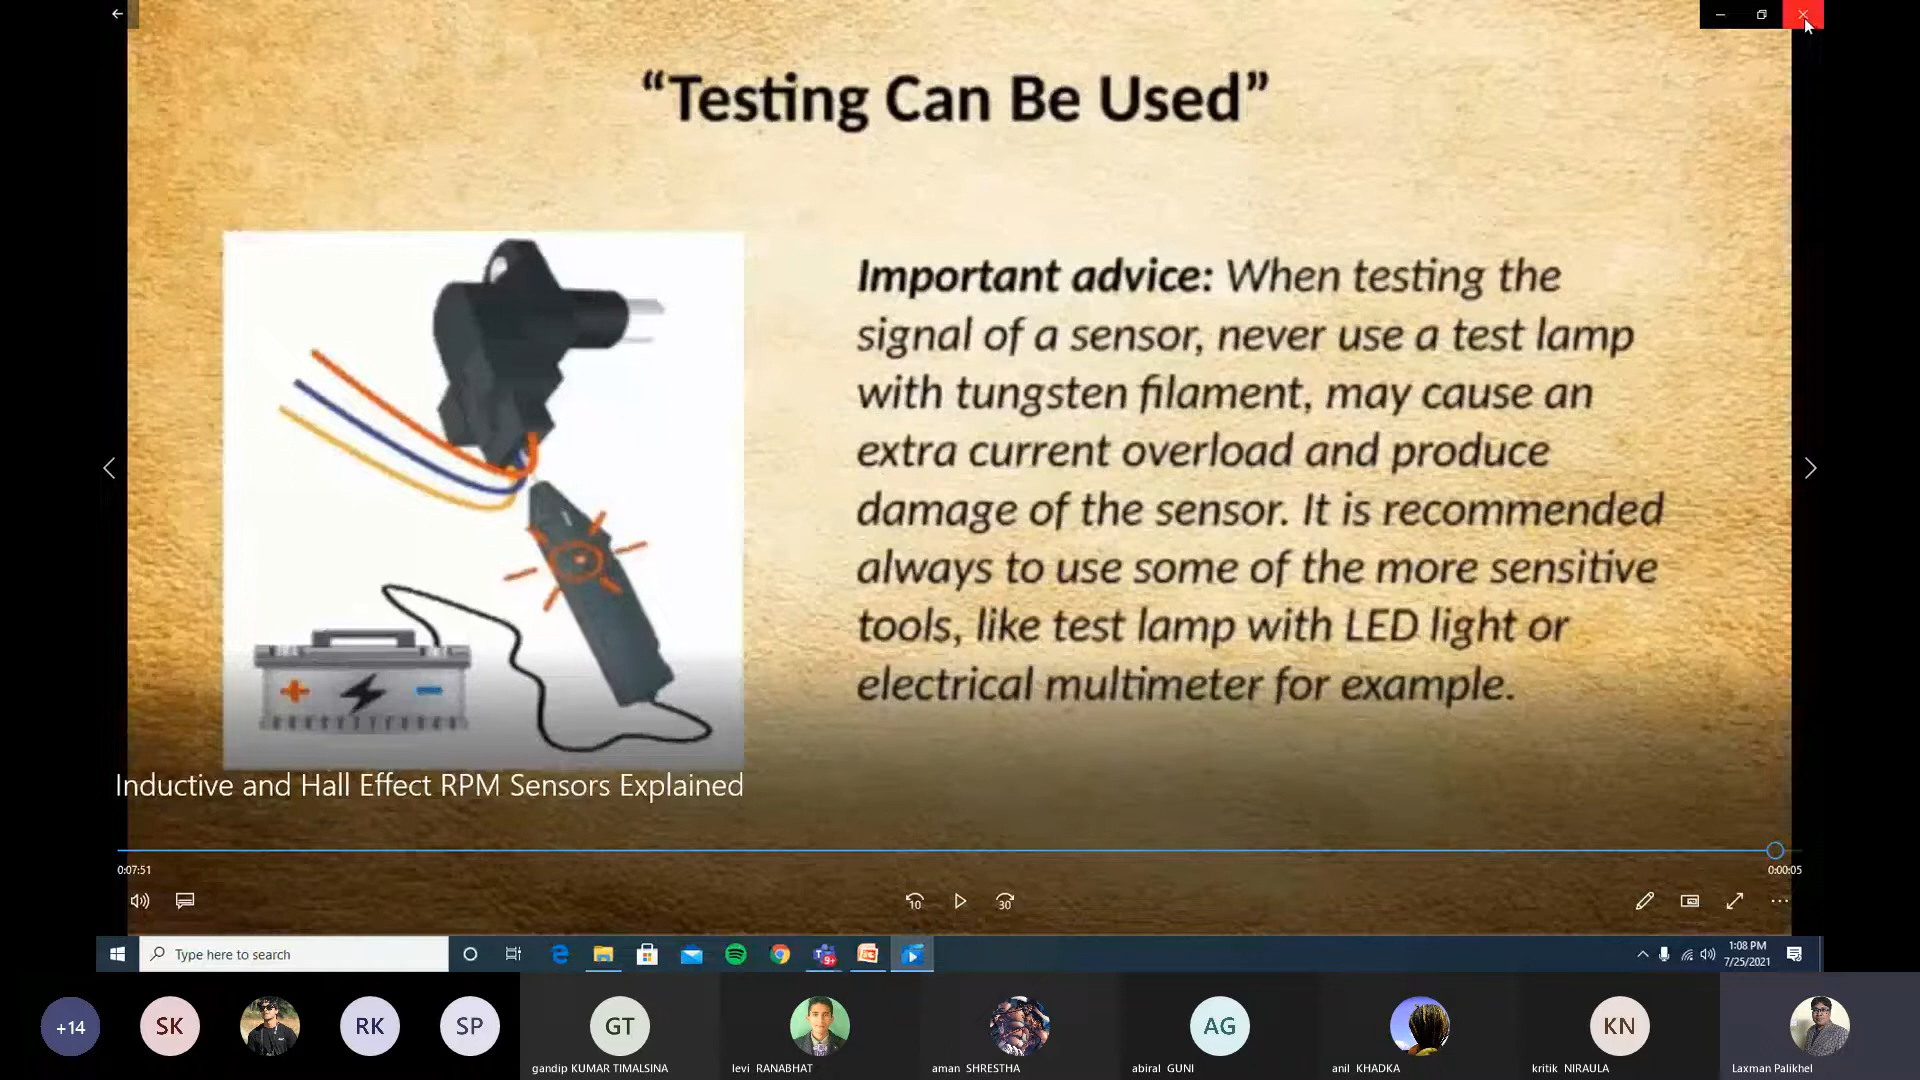 “Testing Can Be Used”
Important advice: When testing the
signal of a sensor, never use a test lamp
with tungsten filament, may cause an
extra current overload and produce
damage of the sensor. It is recommended
always to use some of the more sensitive
tools, like test lamp with LED light or
electrical multimeter for example.
Inductive and Hall Effect RPM Sensors Explained
0:07:51
0:00:05
10
30
Type here to search
9+
1:08 PM
7/25/2021
+14
SK
RK
SP
GT
AG
KN
gandip KUMAR TIMALSINA
levi RANABHAT
aman SHRESTHA
abiral GUNI
anil KHADKA
kritik NIRAULA
Laxman Palikhel